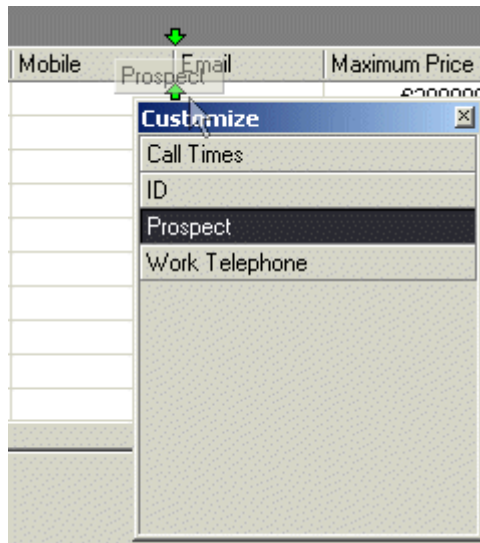 Mobile Email Maximum Price
Prospect
Customize
Call Times
ID
Prospect
Work Telephone